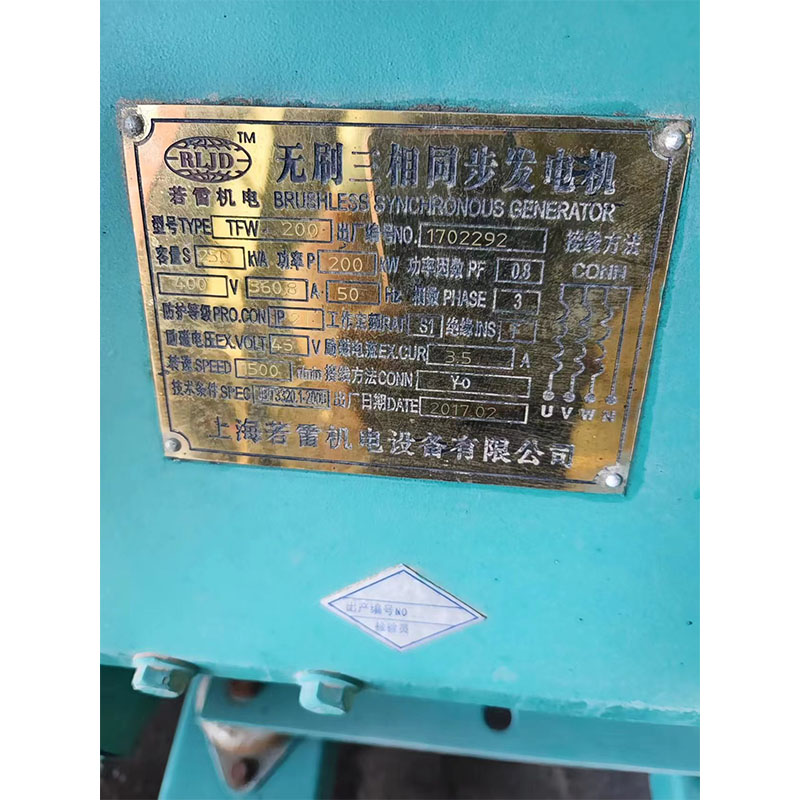 RLJD TM
无刷三相同步发电机
若雷机电 BRUSHLESS SYNCHRONOUS GENERATOR
型号TYPE TFW 200 出厂编号NO. 1702292 接线方法
容量S 250 KVA 功率P 200 KW 功率因数PF 0.8 CONN
400 V 360.8 A 50 Hz 相数PHASE 3
防护等级PRO.CON IP 工作定额RAH S1 绝缘INS
励磁电压EX.VOLT 45 V 励磁电流EX.CUR 3.5 A
转速SPEED 1500 r/min 接线方法CONN Yo
技术条件SPEC 出厂日期DATE 2017.02
U V W N
上海若雷机电设备有限公司
出产编号NO
检验员